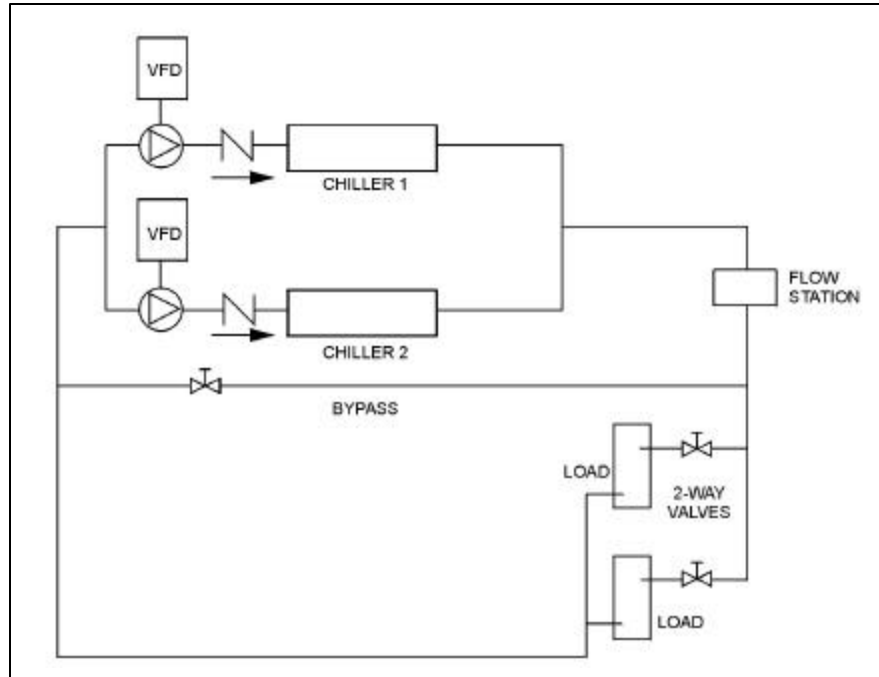 VFD
CHILLER 1
VFD
FLOW
STATION
CHILLER 2
BYPASS
LOAD
2-WAY
VALVES
LOAD